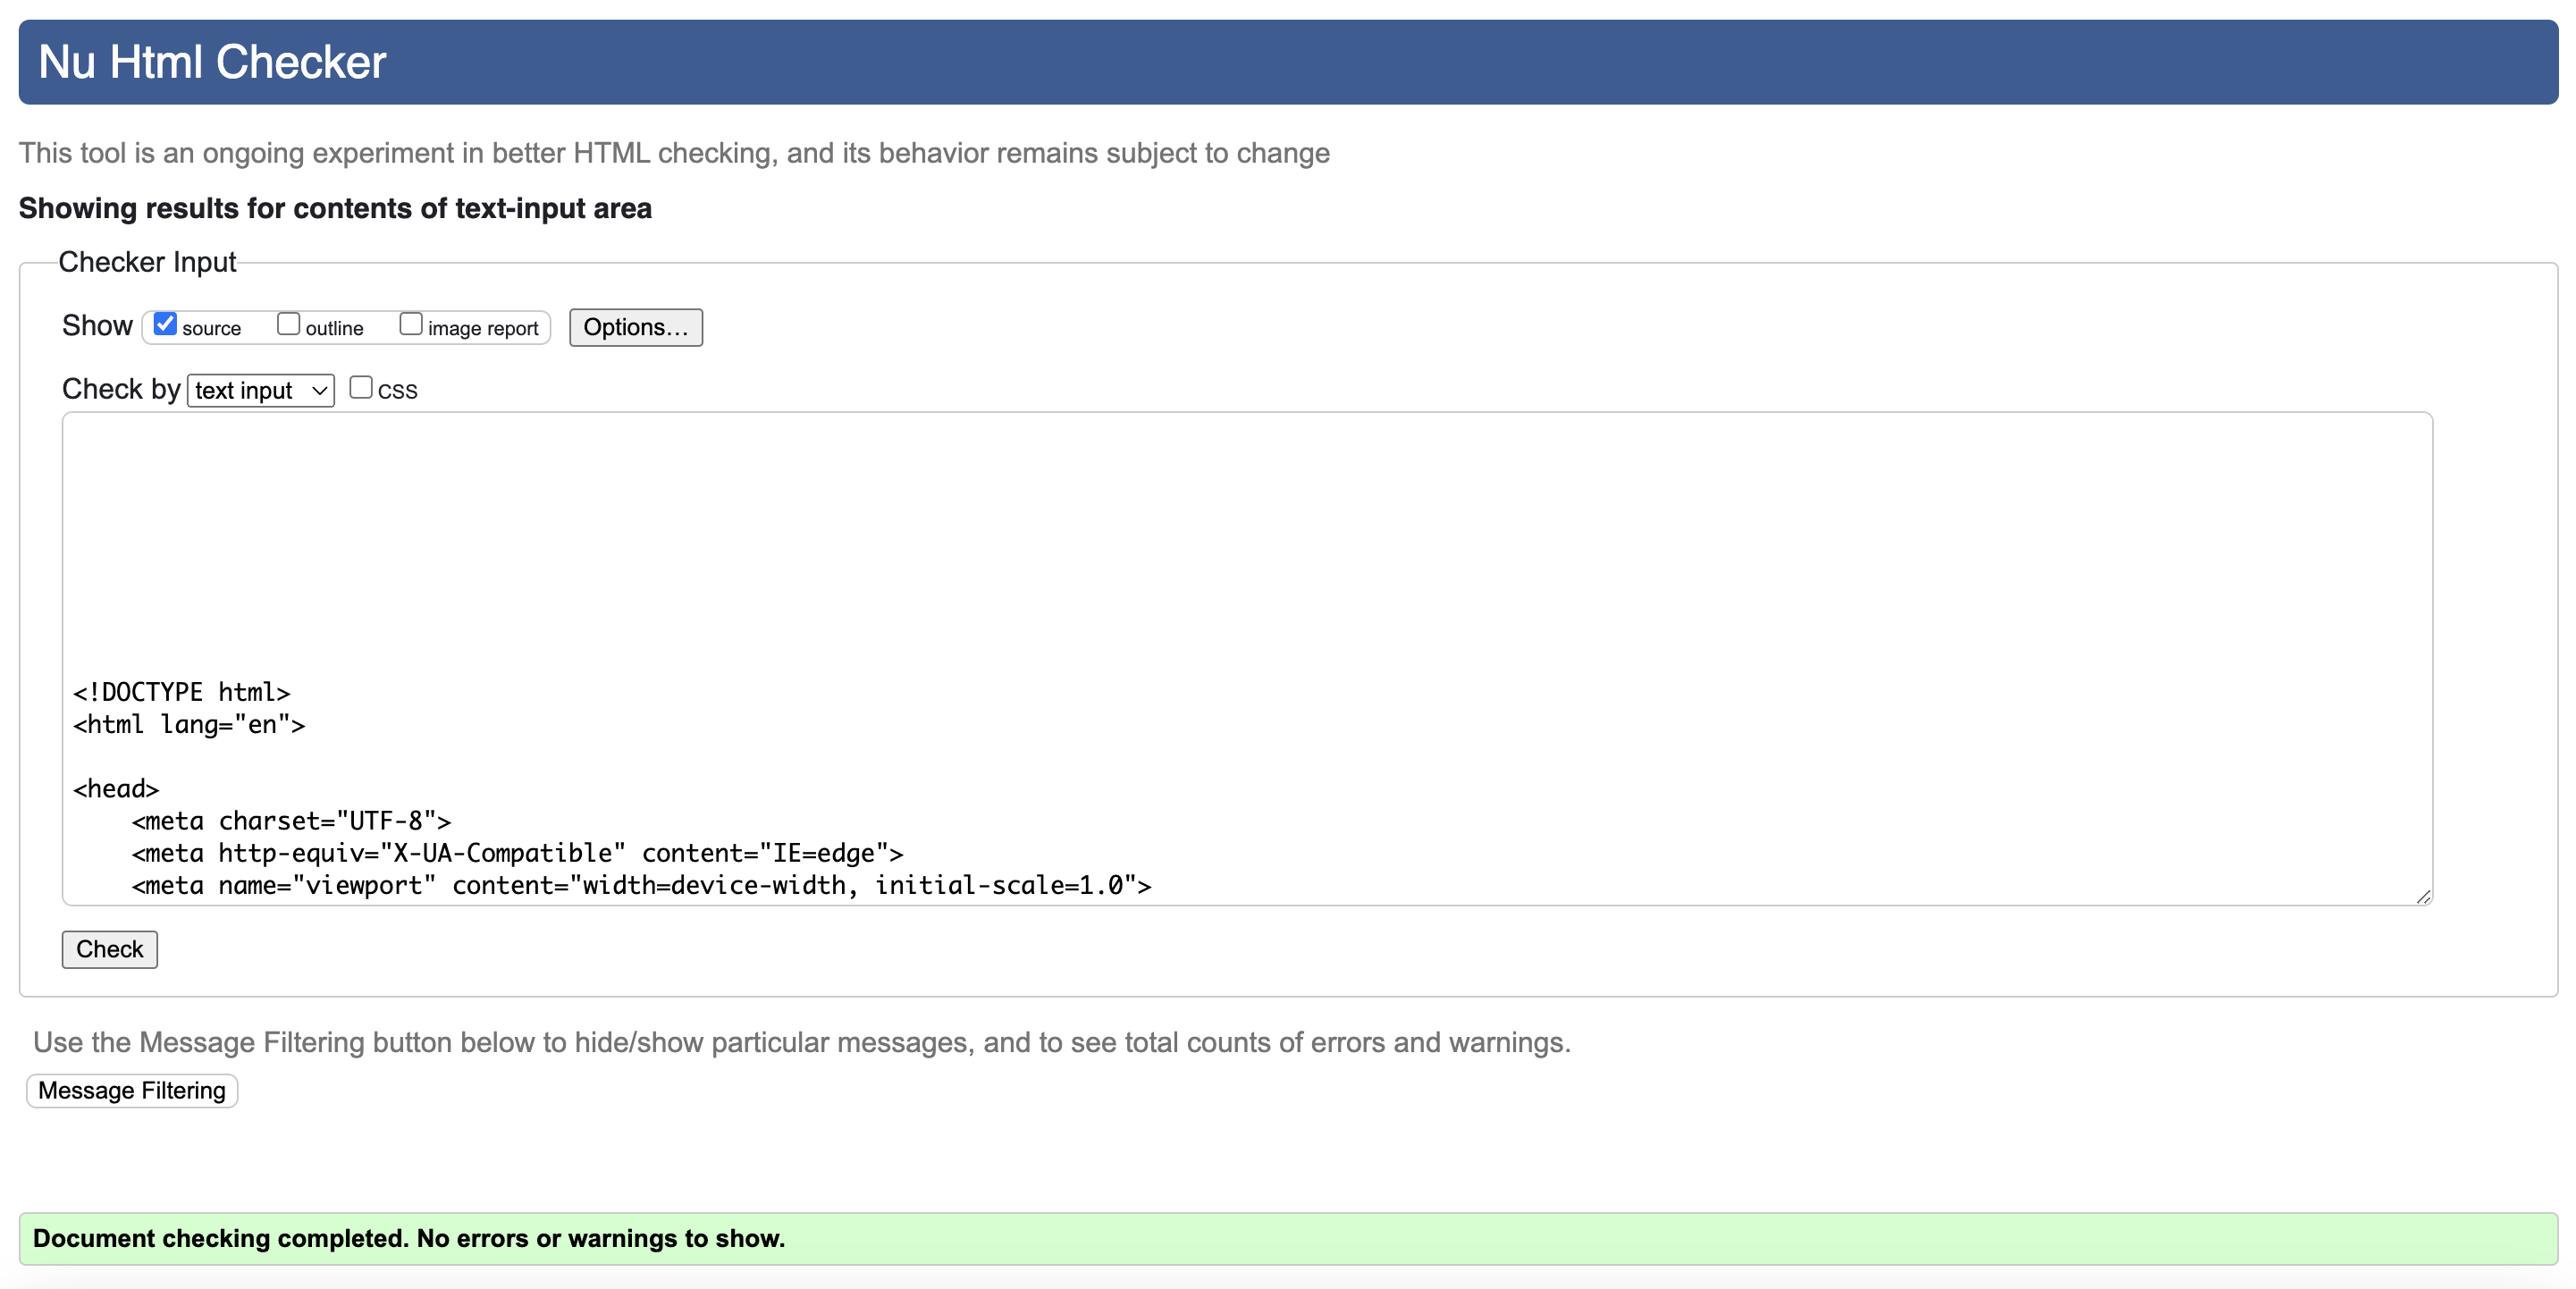 Nu Html Checker
This tool is an ongoing experiment in better HTML checking, and its behavior remains subject to change
Showing results for contents of text-input area
Checker Input
Show source outline image report Options...
Check by text input CSS
<!DOCTYPE html>
<html lang="en">
<head>
    <meta charset="UTF-8">
    <meta http-equiv="X-UA-Compatible" content="IE=edge">
    <meta name="viewport" content="width=device-width, initial-scale=1.0">
Check
Use the Message Filtering button below to hide/show particular messages, and to see total counts of errors and warnings.
Message Filtering
Document checking completed. No errors or warnings to show.